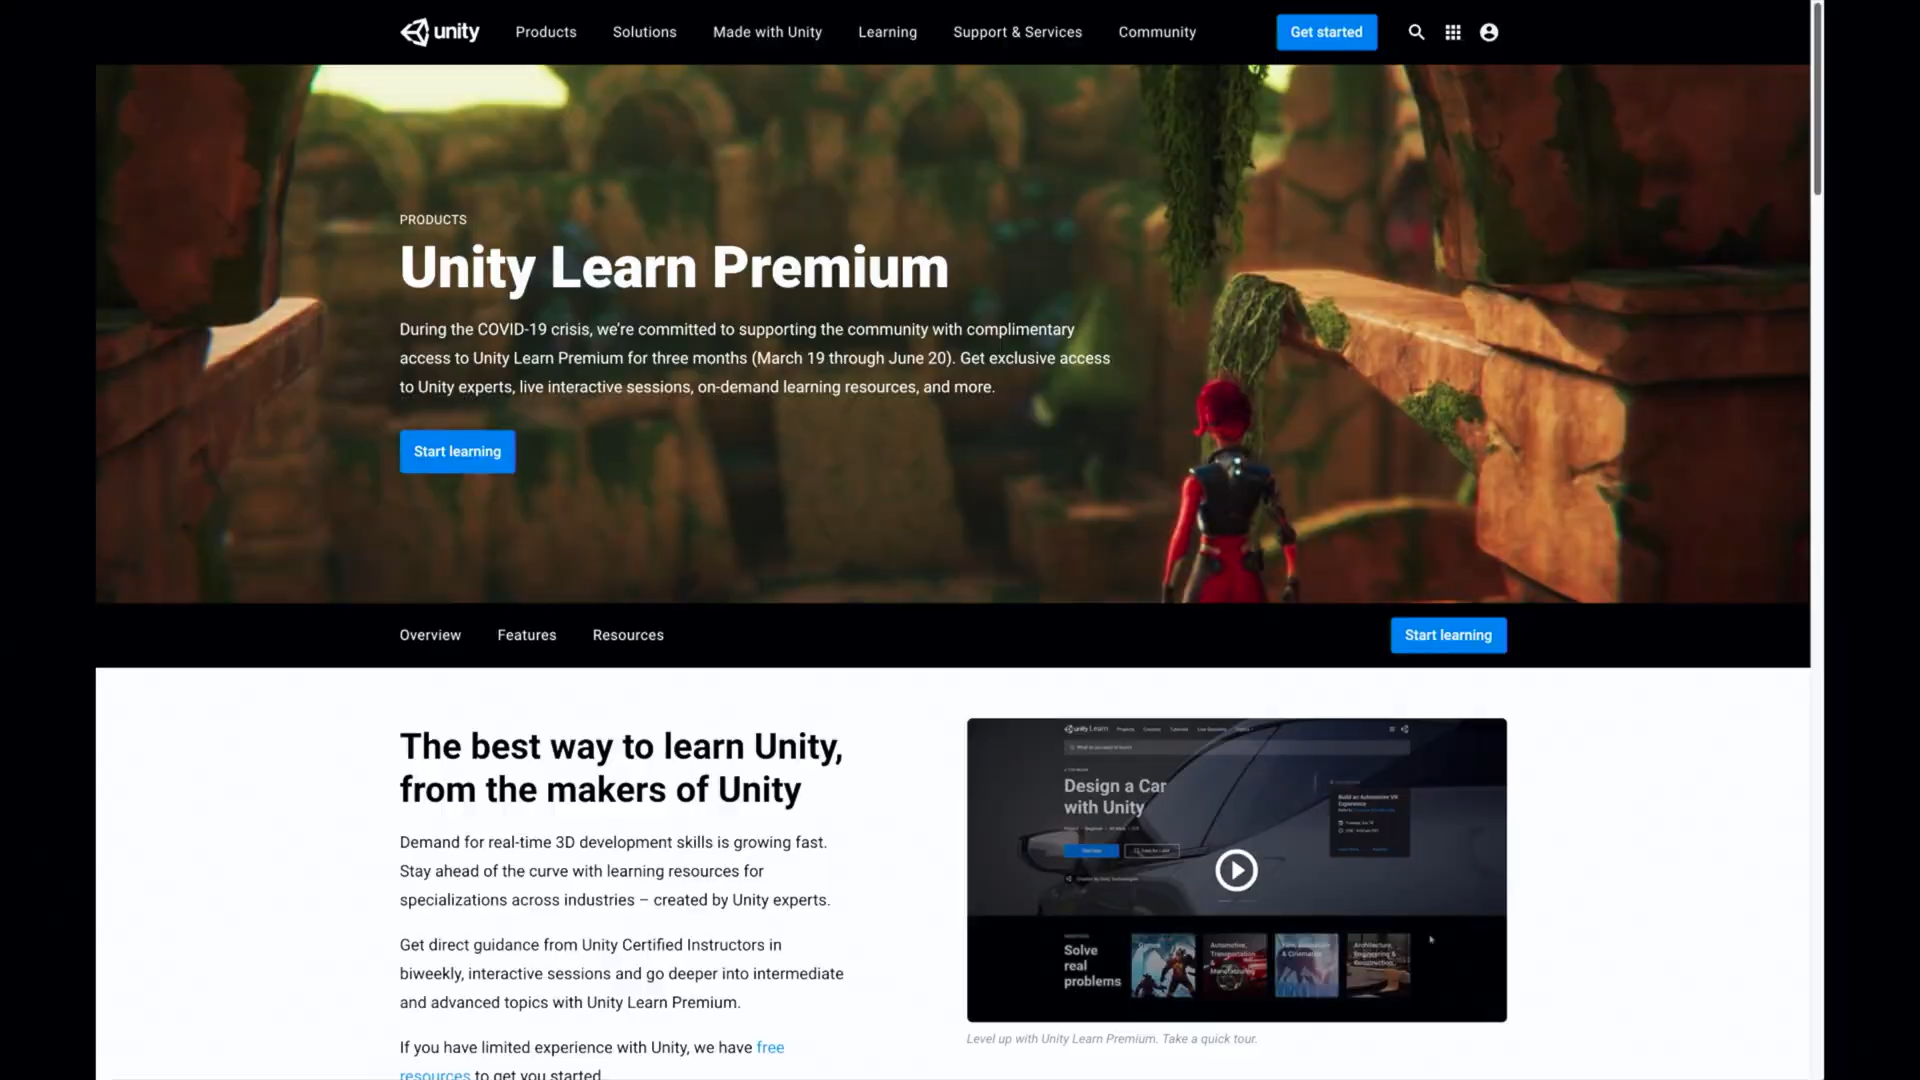 unity Products Solutions Made with Unity Learning Support & Services Community Get started
PRODUCTS
Unity Learn Premium
During the COVID-19 crisis, we’re committed to supporting the community with complimentary
access to Unity Learn Premium for three months (March 19 through June 20). Get exclusive access
to Unity experts, live interactive sessions, on-demand learning resources, and more.
Start learning
Overview Features Resources Start learning
The best way to learn Unity,
from the makers of Unity
Demand for real-time 3D development skills is growing fast.
Stay ahead of the curve with learning resources for
specializations across industries – created by Unity experts.
Get direct guidance from Unity Certified Instructors in
biweekly, interactive sessions and go deeper into intermediate
and advanced topics with Unity Learn Premium.
If you have limited experience with Unity, we have free
resources to get you started.
unity Learn
Design a Car
with Unity
Solve
real
problems
Automotive,
Transportation
&
Manufacturing
Architecture,
Engineering &
Construction
Level up with Unity Learn Premium. Take a quick tour.